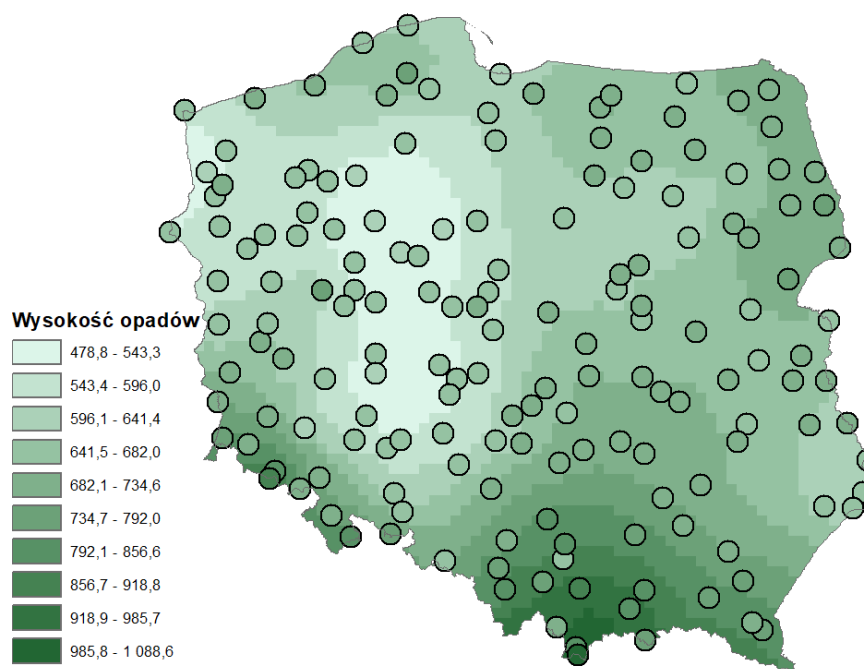 Wysokość opadów
478,8 - 543,3
543,4 - 596,0
596,1 - 641,4
641,5 - 682,0
682,1 - 734,6
734,7 - 792,0
792,1 - 856,6
856,7 - 918,8
918,9 - 985,7
985,8 - 1 088,6